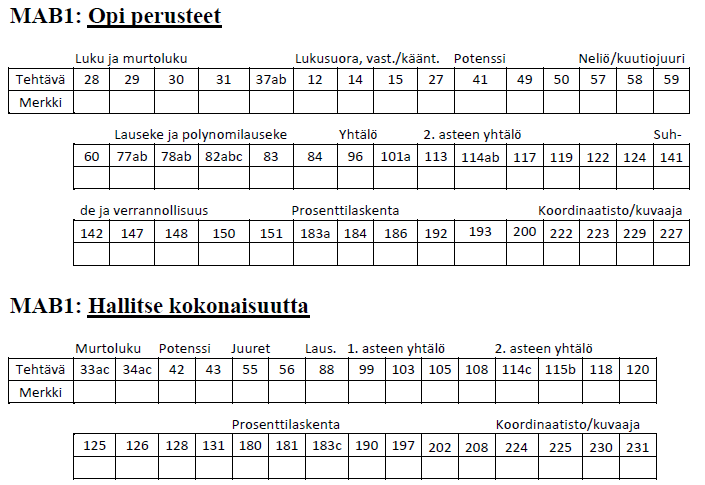 MAB1: Opi perusteet
Luku ja murtoluku Lukusuora, vast./käänt. Potenssi Neliö/kuutiojuuri
Tehtävä 28 29 30 31 37ab 12 14 15 27 41 49 50 57 58 59
Merkki
Lauseke ja polynomilauseke Yhtälö 2. asteen yhtälö Suh-
60 77ab 78ab 82abc 83 84 96 101a 113 114ab 117 119 122 124 141
de ja verrannollisuus Prosenttilaskenta Koordinaatisto/kuvaaja
142 147 148 150 151 183a 184 186 192 193 200 222 223 229 227
MAB1: Hallitse kokonaisuutta
Murtoluku Potenssi Juuret Laus. 1. asteen yhtälö 2. asteen yhtälö
Tehtävä 33ac 34ac 42 43 55 56 88 99 103 105 108 114c 115b 118 120
Merkki
Prosenttilaskenta Koordinaatisto/kuvaaja
125 126 128 131 180 181 183c 190 197 202 208 224 225 230 231